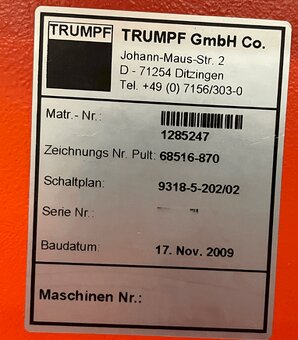 TRUMPF
TRUMPF GmbH Co.
Johann-Maus-Str. 2
D - 71254 Ditzingen
Tel. +49 (0) 7156/303-0
Matr.- Nr.:
1285247
Zeichnungs Nr. Pult: 68516-870
Schaltplan: 9318-5-202/02
Serie Nr.:
Baudatum: 17. Nov. 2009
Maschinen Nr.: